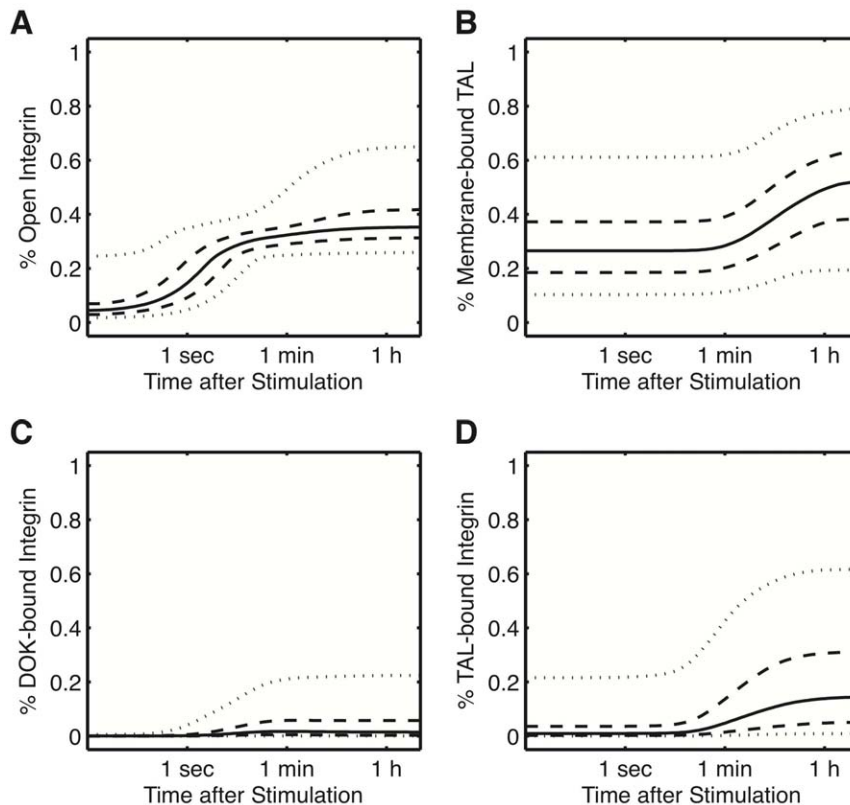 A
B
% Open Integrin
1
0.8
0.6
0.4
0.2
0
1 sec
1 min
1 h
Time after Stimulation
% Membrane-bound TAL
1
0.8
0.6
0.4
0.2
0
1 sec
1 min
1 h
Time after Stimulation
C
D
% DOK-bound Integrin
1
0.8
0.6
0.4
0.2
0
1 sec
1 min
1 h
Time after Stimulation
% TAL-bound Integrin
1
0.8
0.6
0.4
0.2
0
1 sec
1 min
1 h
Time after Stimulation